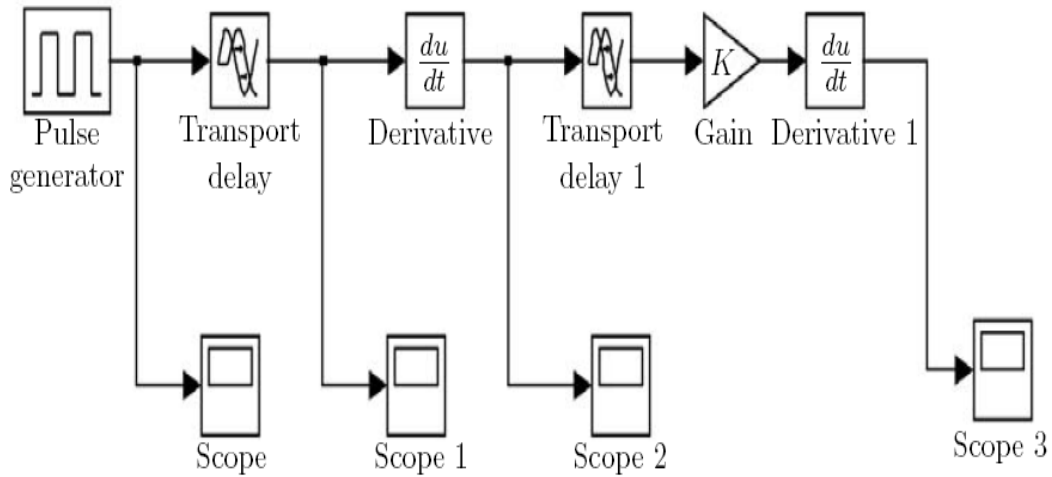 du
dt
K
du
dt
Pulse
generator
Transport
delay
Derivative
Transport
delay 1
Gain
Derivative 1
Scope
Scope 1
Scope 2
Scope 3